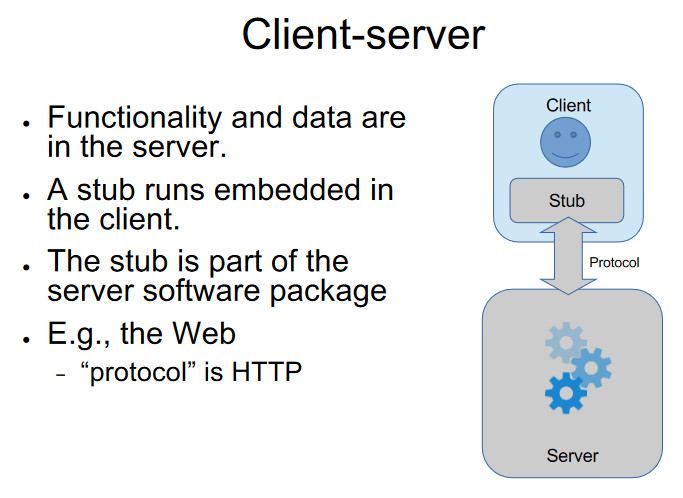 Client-server
● Functionality and data are
in the server.
● A stub runs embedded in
the client.
● The stub is part of the
server software package
● E.g., the Web
– “protocol” is HTTP
Client
Stub
Protocol
Server